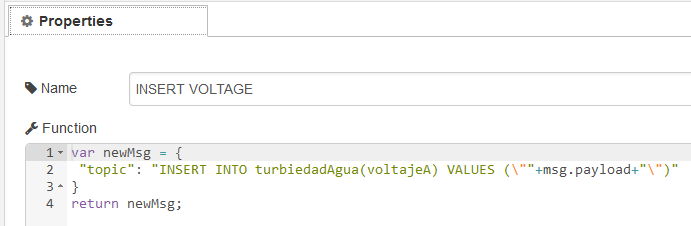 Properties
Name
INSERT VOLTAGE
Function
1 var newMsg = {
2 "topic": "INSERT INTO turbiedadAgua(voltajeA) VALUES (\""+msg.payload+"\")"
3 }
4 return newMsg;